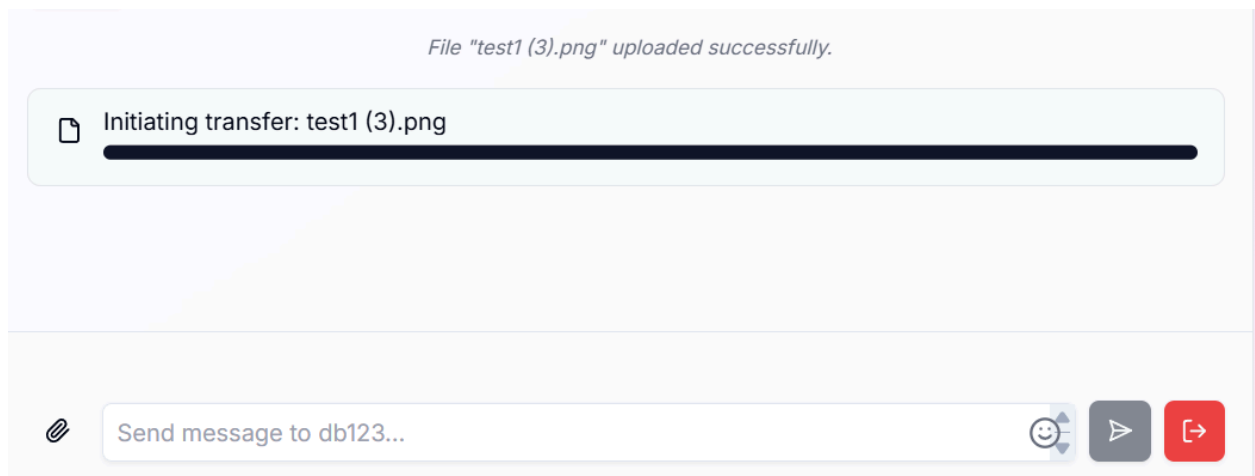 File "test1 (3).png" uploaded successfully.
Initiating transfer: test1 (3).png
Send message to db123...